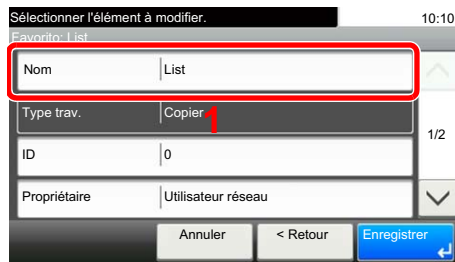 Sélectionner l'élément à modifier. 10:10
Favorito: List
Nom List
Type trav. Copier
1
1/2
ID 0
Propriétaire Utilisateur réseau
Annuler < Retour Enregistrer